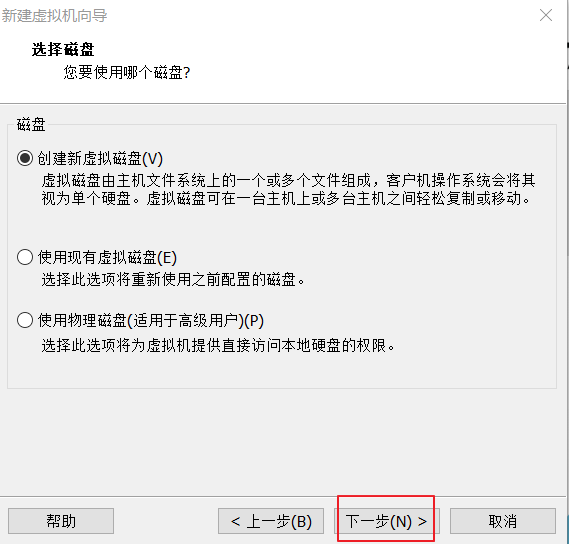 新建虚拟机向导
选择磁盘
您要使用哪个磁盘?
磁盘
创建新虚拟磁盘(V)
虚拟磁盘由主机文件系统上的一个或多个文件组成，客户机操作系统会将其
视为单个硬盘。虚拟磁盘可在一台主机上或多台主机之间轻松复制或移动。
使用现有虚拟磁盘(E)
选择此选项将重新使用之前配置的磁盘。
使用物理磁盘(适用于高级用户)(P)
选择此选项将为虚拟机提供直接访问本地硬盘的权限。
帮助
< 上一步(B)
下一步(N) >
取消